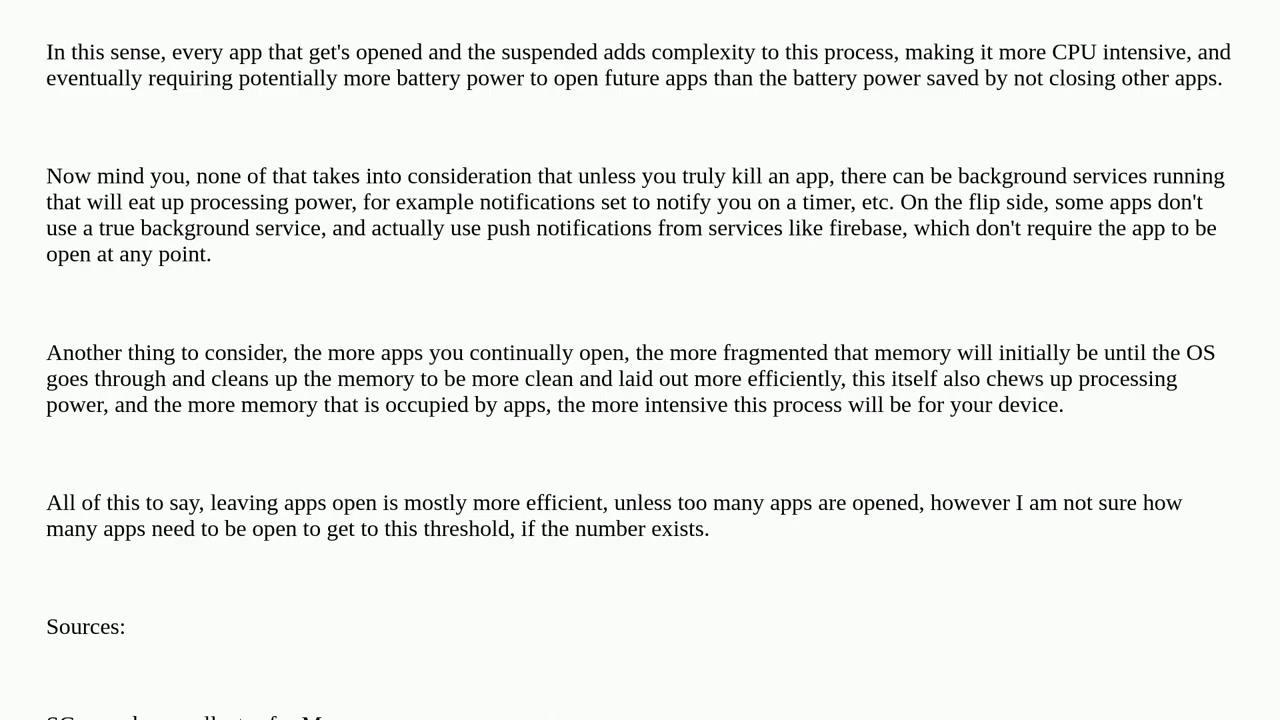 In this sense, every app that get's opened and the suspended adds complexity to this process, making it more CPU intensive, and
eventually requiring potentially more battery power to open future apps than the battery power saved by not closing other apps.
Now mind you, none of that takes into consideration that unless you truly kill an app, there can be background services running
that will eat up processing power, for example notifications set to notify you on a timer, etc. On the flip side, some apps don't
use a true background service, and actually use push notifications from services like firebase, which don't require the app to be
open at any point.
Another thing to consider, the more apps you continually open, the more fragmented that memory will initially be until the OS
goes through and cleans up the memory to be more clean and laid out more efficiently, this itself also chews up processing
power, and the more memory that is occupied by apps, the more intensive this process will be for your device.
All of this to say, leaving apps open is mostly more efficient, unless too many apps are opened, however I am not sure how
many apps need to be open to get to this threshold, if the number exists.
Sources: